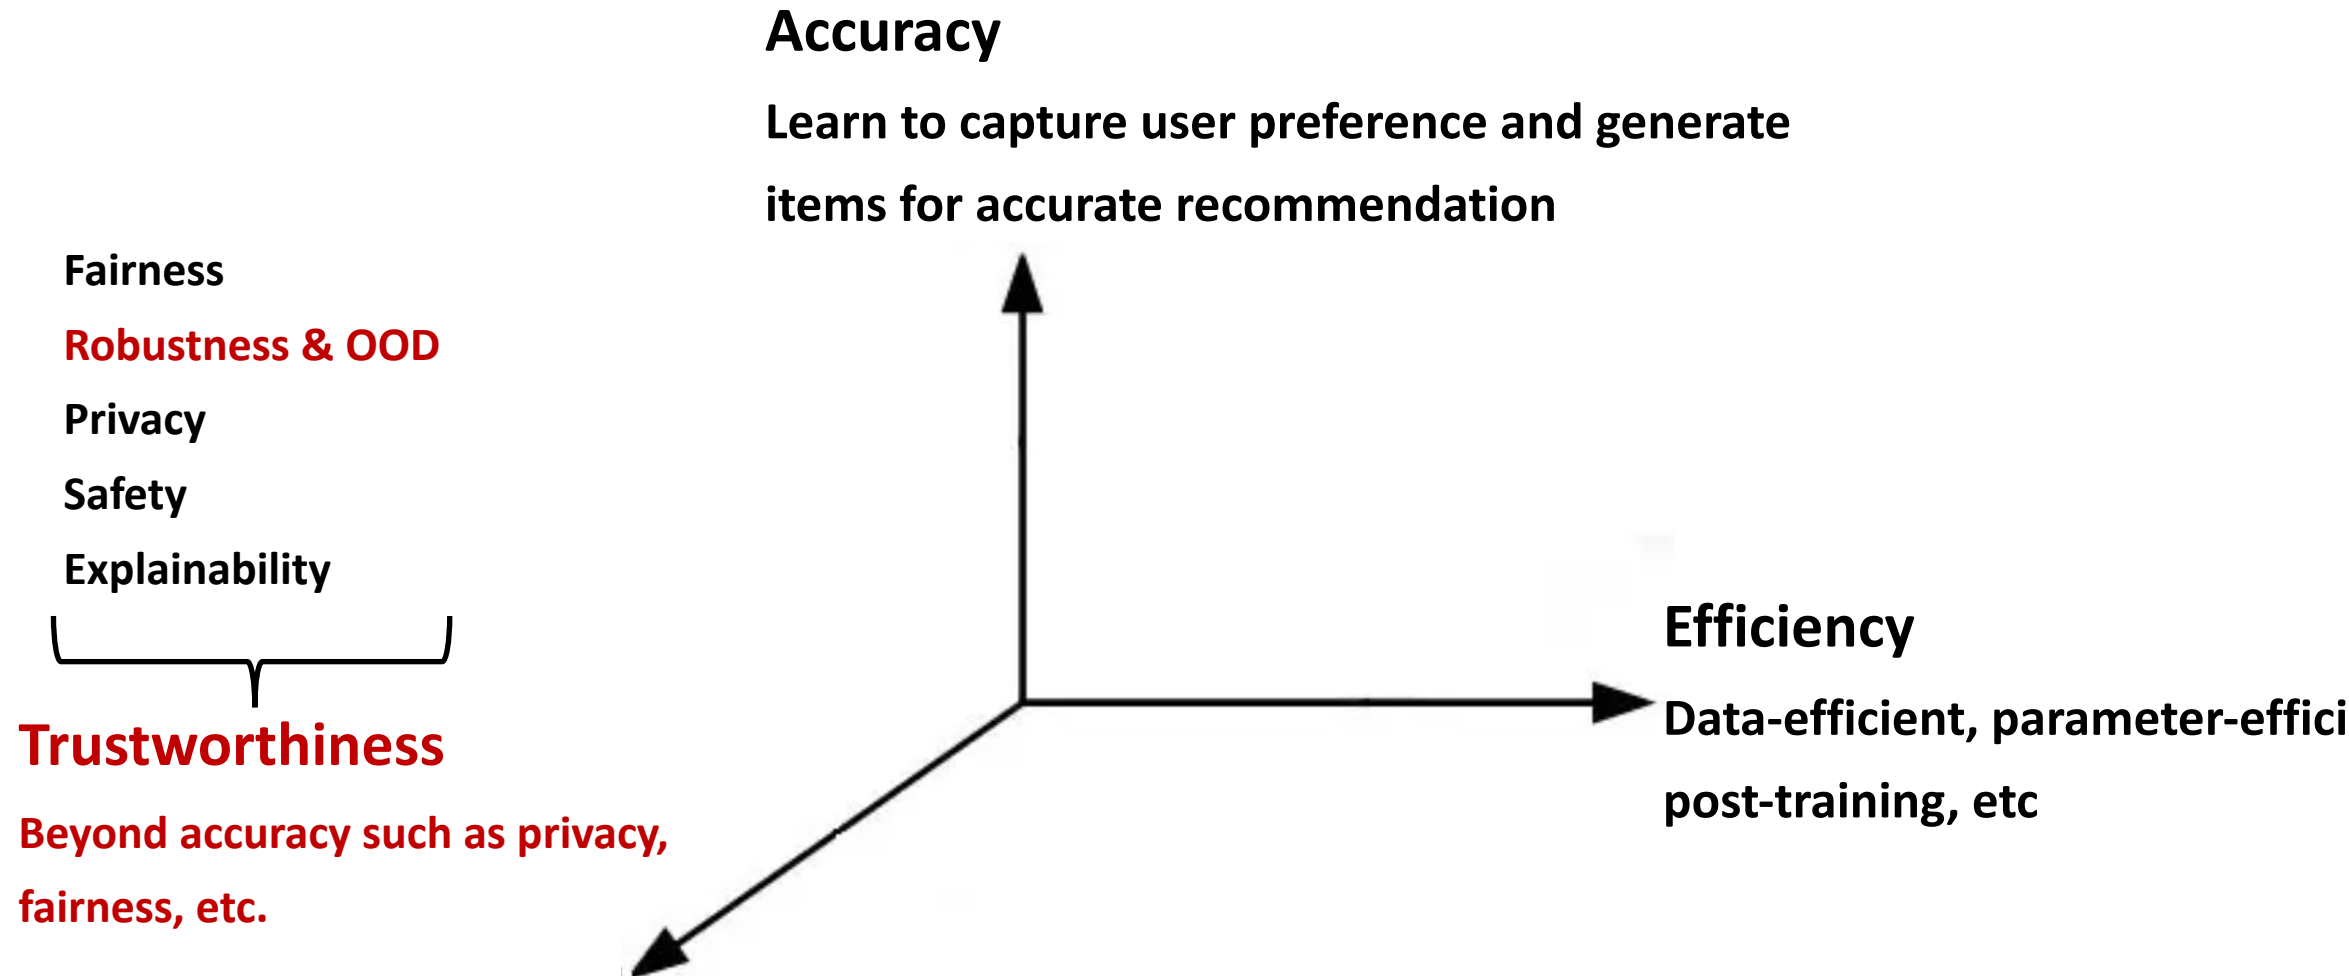 Accuracy
Learn to capture user preference and generate
items for accurate recommendation
Fairness
Robustness & OOD
Privacy
Safety
Explainability
Trustworthiness
Beyond accuracy such as privacy,
fairness, etc.
Efficiency
Data-efficient, parameter-effici
post-training, etc